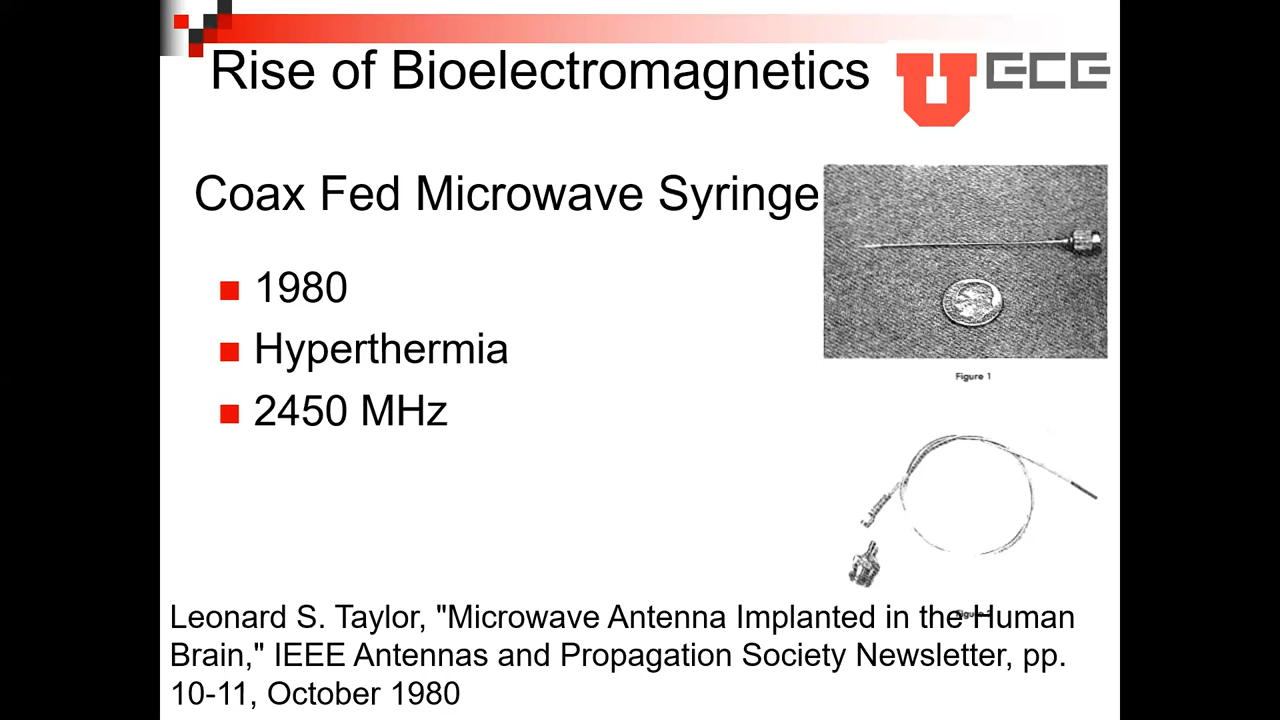 Rise of Bioelectromagnetics
U ECE
Coax Fed Microwave Syringe
1980
Hyperthermia
2450 MHz
Figure 1
Leonard S. Taylor, "Microwave Antenna Implanted in the Human
Brain," IEEE Antennas and Propagation Society Newsletter, pp.
10-11, October 1980